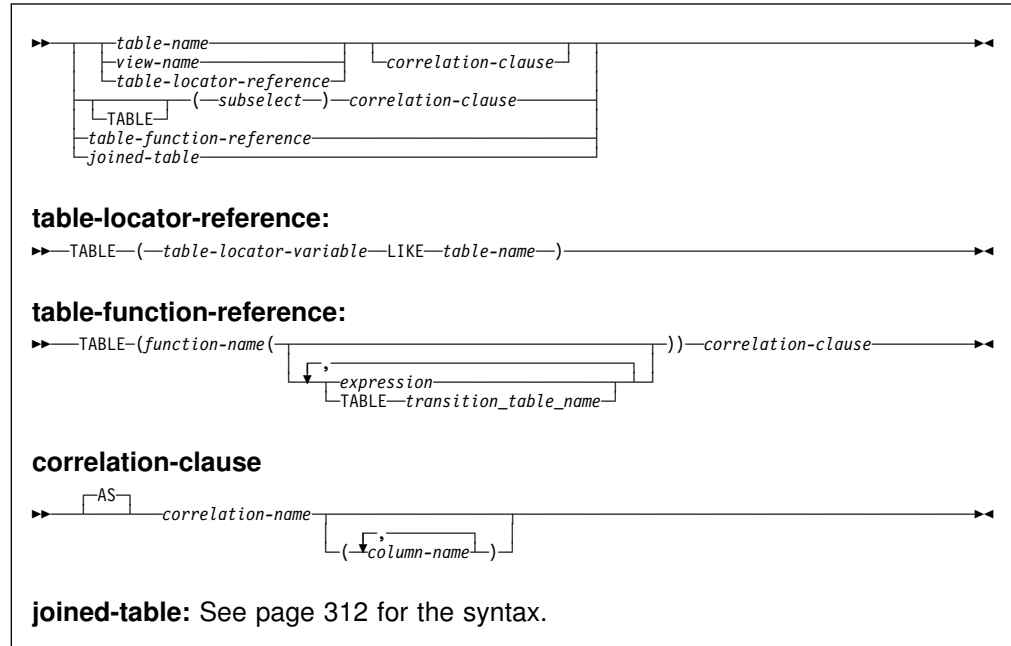 table-name
view-name correlation-clause
table-locator-reference
( subselect ) correlation-clause
TABLE
table-function-reference
joined-table
table-locator-reference:
TABLE ( table-locator-variable LIKE table-name )
table-function-reference:
TABLE (function-name( )) correlation-clause
,
expression
TABLE transition_table_name
correlation-clause
AS
correlation-name
,
( column-name )
joined-table: See page 312 for the syntax.